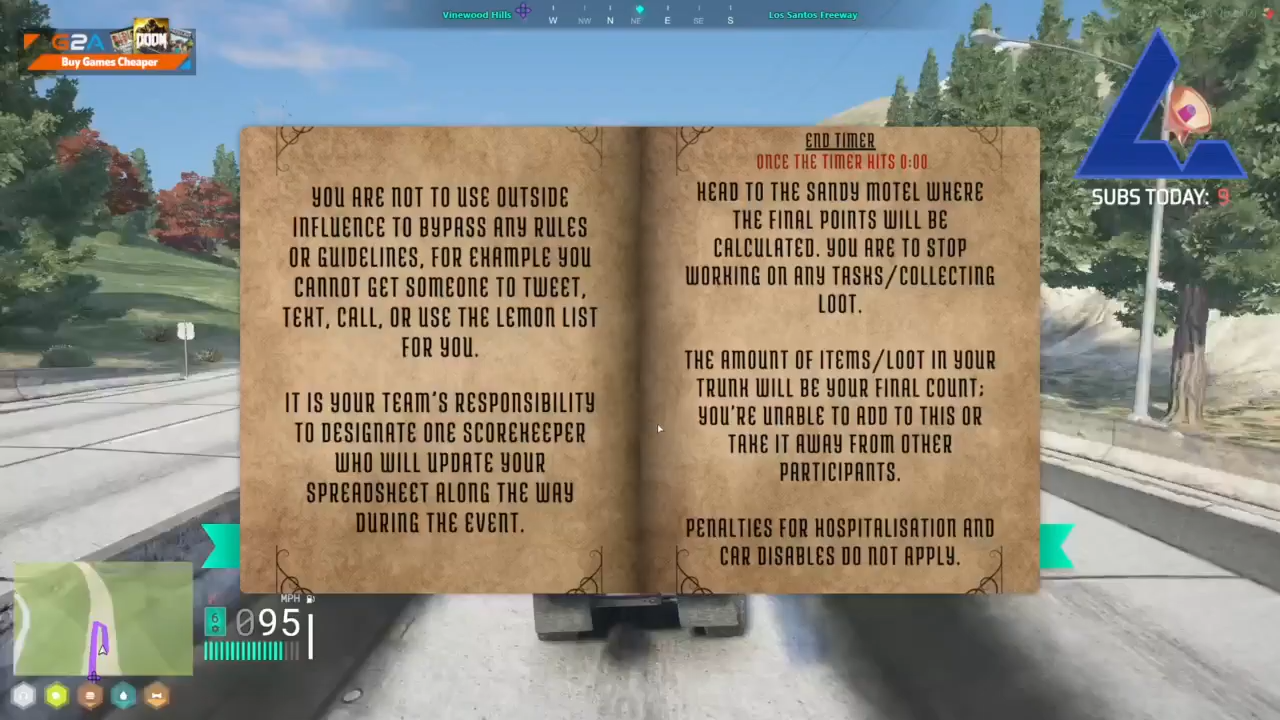 Vinewood Hills
W NW N NE E SE S
Los Santos Freeway
G2A
DOOM
Buy Games Cheaper
SUBS TODAY: 9
YOU ARE NOT TO USE OUTSIDE
INFLUENCE TO BYPASS ANY RULES
OR GUIDELINES, FOR EXAMPLE YOU
CANNOT GET SOMEONE TO TWEET,
TEXT, CALL, OR USE THE LEMON LIST
FOR YOU.
IT IS YOUR TEAM'S RESPONSIBILITY
TO DESIGNATE ONE SCOREKEEPER
WHO WILL UPDATE YOUR
SPREADSHEET ALONG THE WAY
DURING THE EVENT.
END TIMER
ONCE THE TIMER HITS 0:00
HEAD TO THE SANDY MOTEL WHERE
THE FINAL POINTS WILL BE
CALCULATED. YOU ARE TO STOP
WORKING ON ANY TASKS/COLLECTING
LOOT.
THE AMOUNT OF ITEMS/LOOT IN YOUR
TRUNK WILL BE YOUR FINAL COUNT;
YOU'RE UNABLE TO ADD TO THIS OR
TAKE IT AWAY FROM OTHER
PARTICIPANTS.
PENALTIES FOR HOSPITALISATION AND
CAR DISABLES DO NOT APPLY.
MPH
6 095